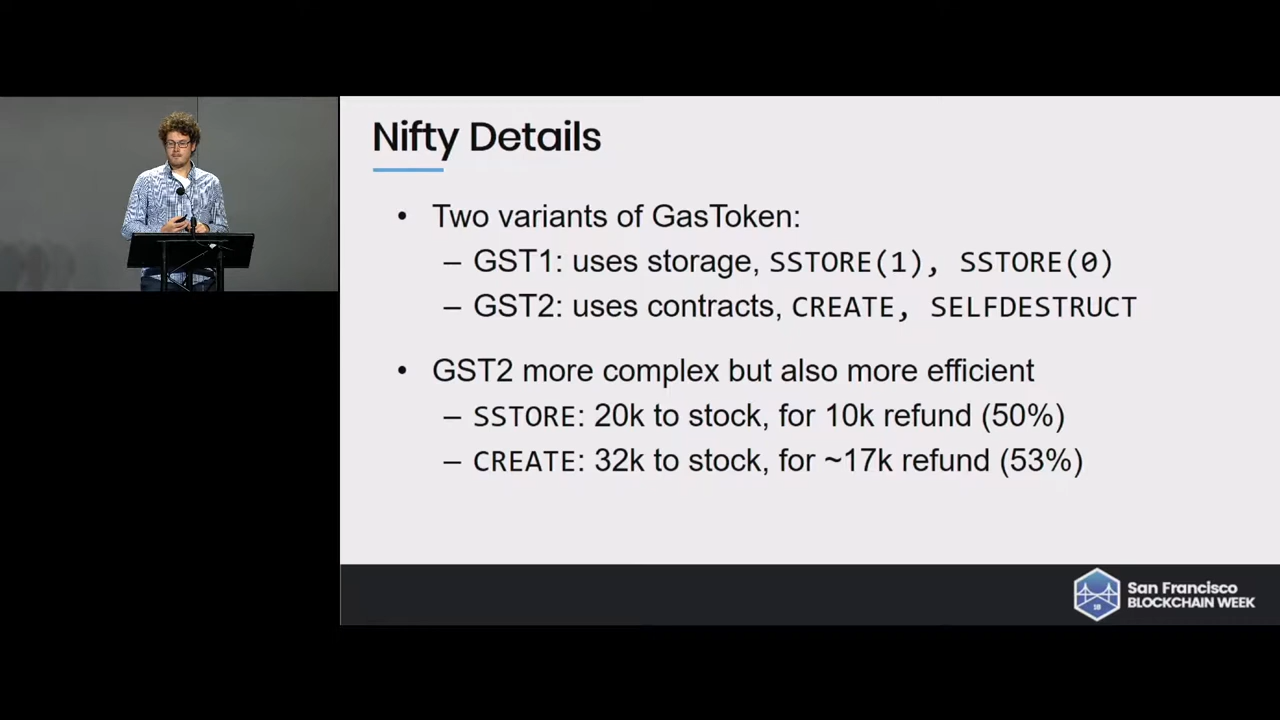 Nifty Details
• Two variants of GasToken:
– GST1: uses storage, SSTORE(1), SSTORE(0)
– GST2: uses contracts, CREATE, SELFDESTRUCT
• GST2 more complex but also more efficient
– SSTORE: 20k to stock, for 10k refund (50%)
– CREATE: 32k to stock, for ~17k refund (53%)
San Francisco
BLOCKCHAIN WEEK